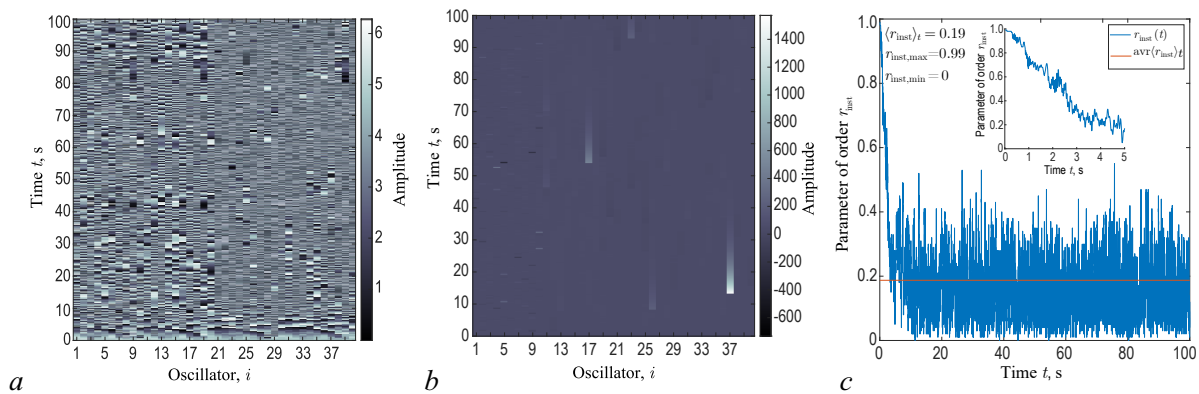 100
90
80
70
60
50
40
30
20
10
0
Time t, s
1 5 9 13 17 21 25 29 33 37
Oscillator, i
6
5
4
3
2
1
Amplitude
a
100
90
80
70
60
50
40
30
20
10
0
Time t, s
1 5 9 13 17 21 25 29 33 37
Oscillator, i
1400
1200
1000
800
600
400
200
0
-200
-400
-600
Amplitude
b
1.0
0.8
0.6
0.4
0.2
0
Parameter of order r_inst
0 20 40 60 80 100
Time t, s
⟨r_inst⟩_t = 0.19
r_inst,max=0.99
r_inst,min = 0
1.0
0.8
0.6
0.4
0.2
0
Parameter of order r_inst
0 1 2 3 4 5
Time t, s
r_inst(t)
avr⟨r_inst⟩t
c